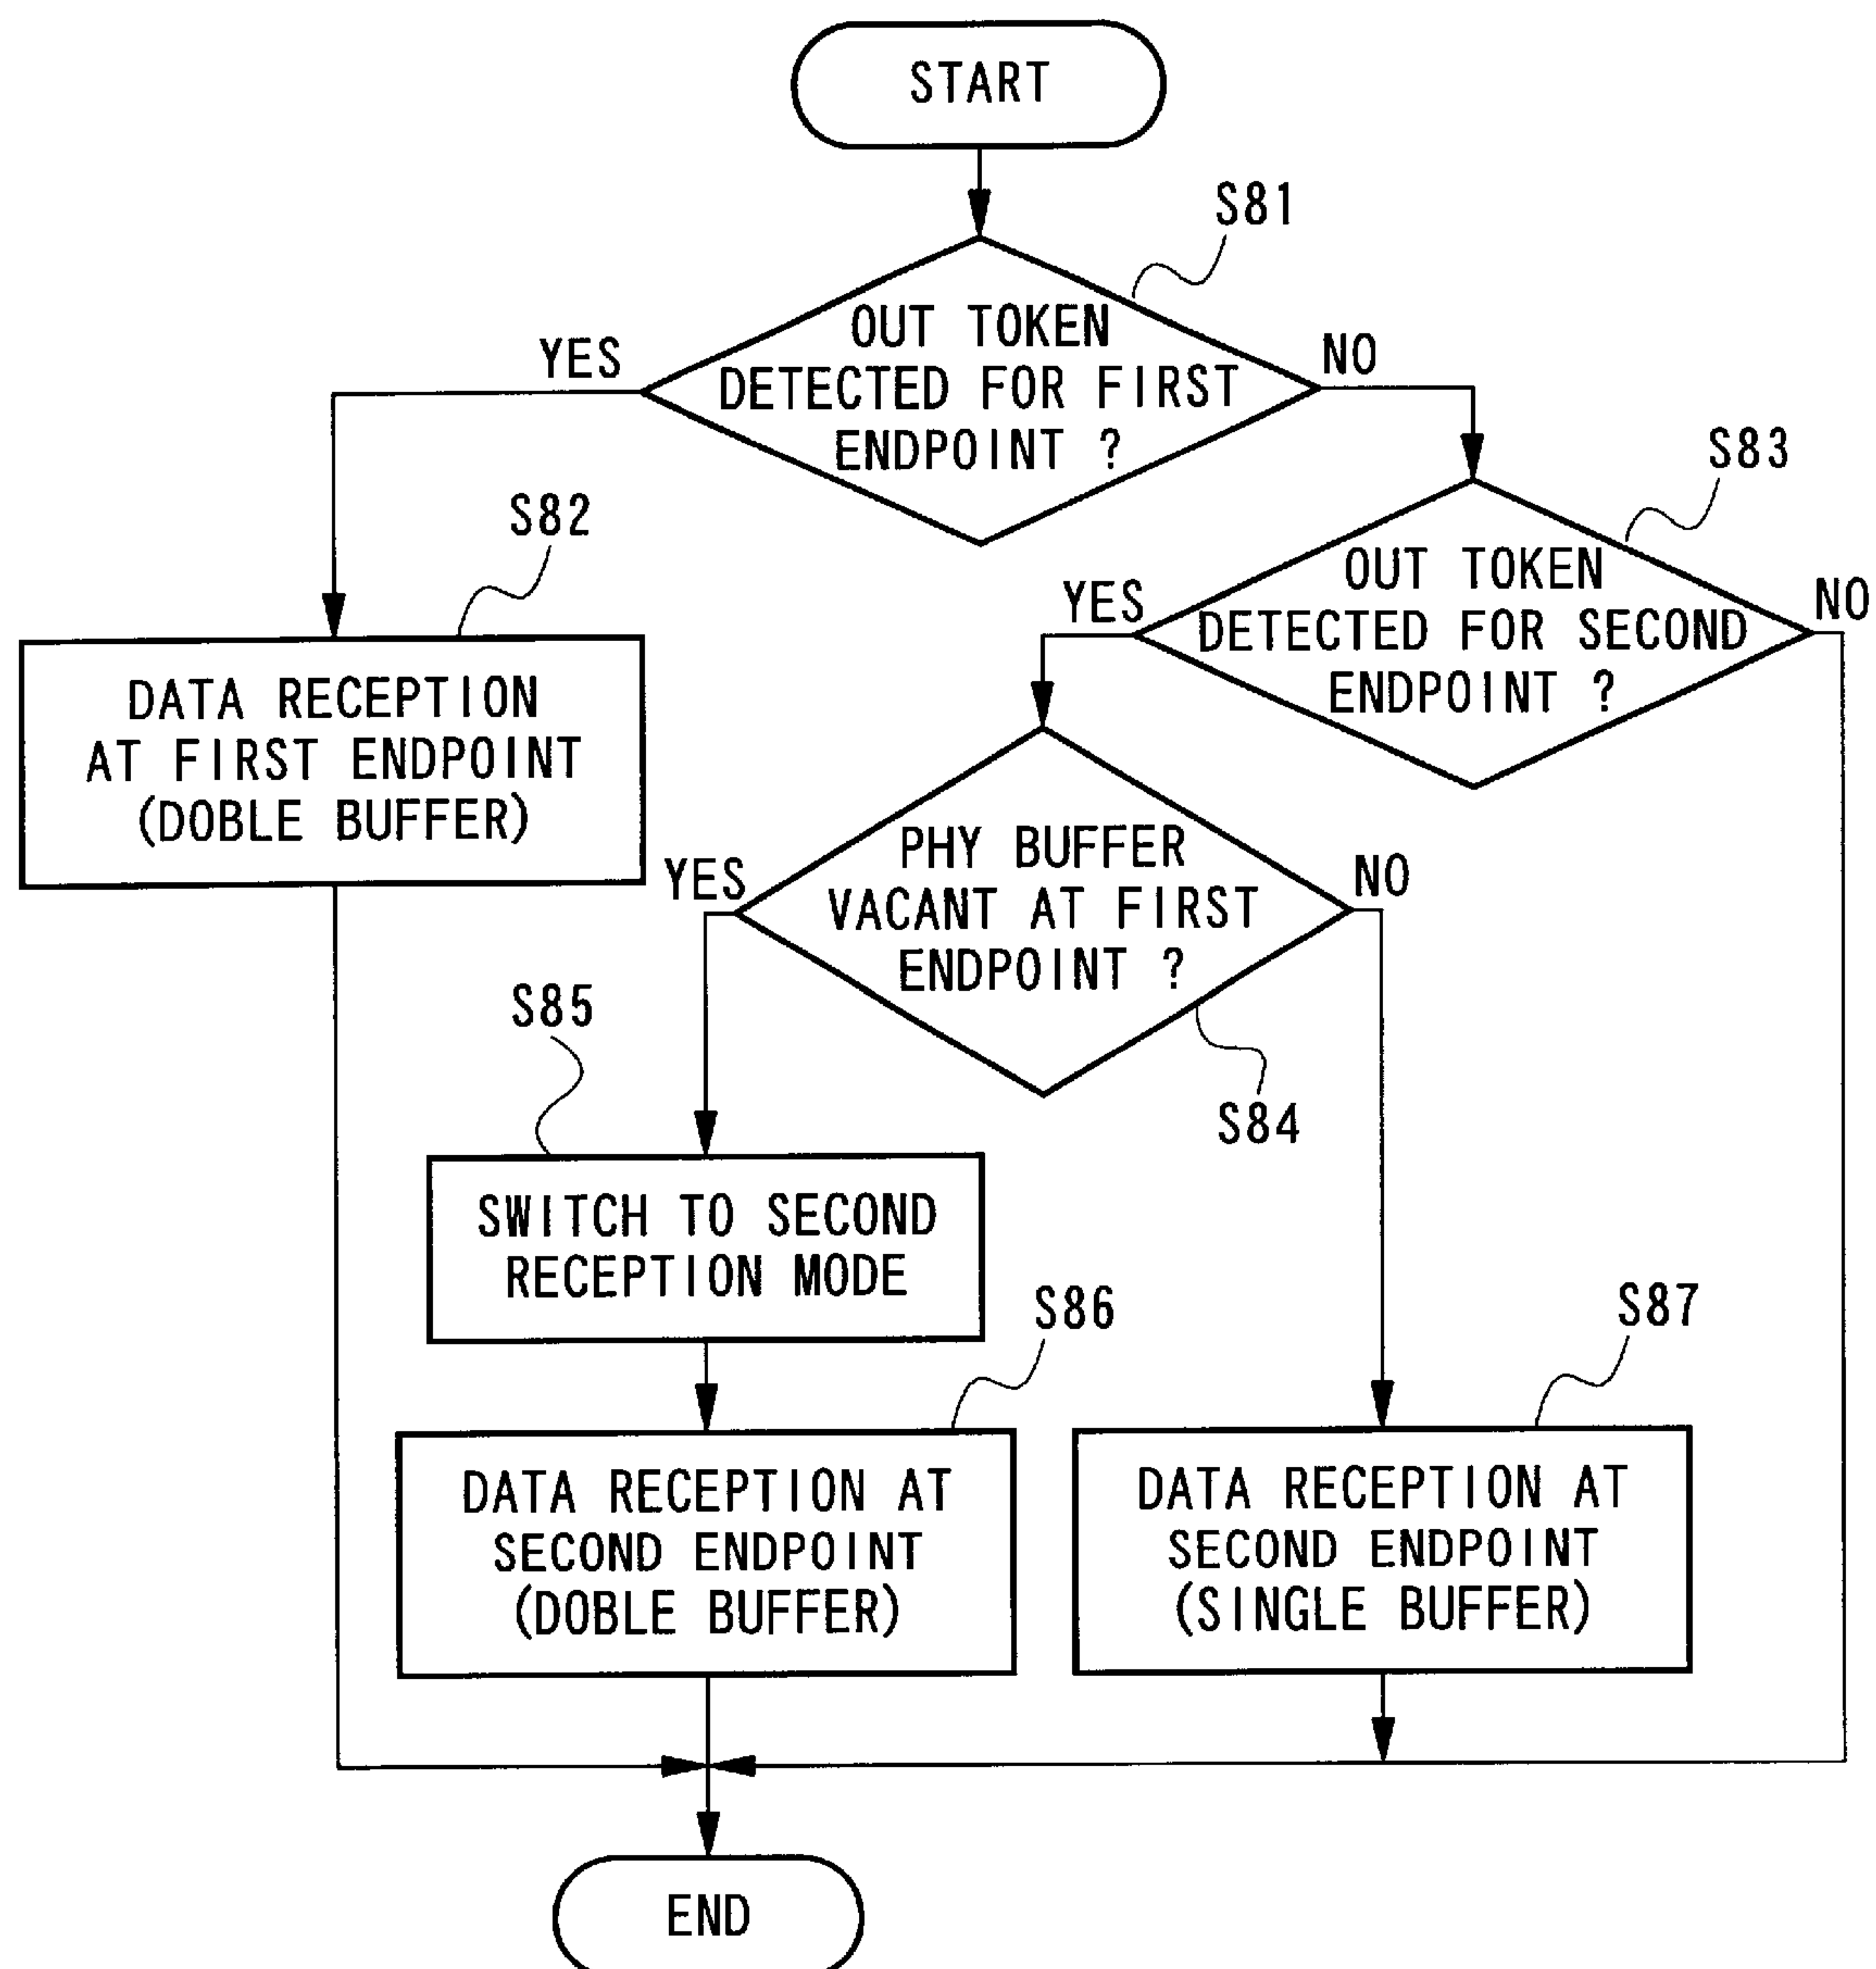 START
S81
OUT TOKEN
DETECTED FOR FIRST
ENDPOINT ?
YES
NO
S83
OUT TOKEN
DETECTED FOR SECOND
ENDPOINT ?
YES
NO
S82
DATA RECEPTION
AT FIRST ENDPOINT
(DOBLE BUFFER)
PHY BUFFER
VACANT AT FIRST
ENDPOINT ?
YES
NO
S84
S85
SWITCH TO SECOND
RECEPTION MODE
S86
DATA RECEPTION AT
SECOND ENDPOINT
(DOBLE BUFFER)
S87
DATA RECEPTION AT
SECOND ENDPOINT
(SINGLE BUFFER)
END